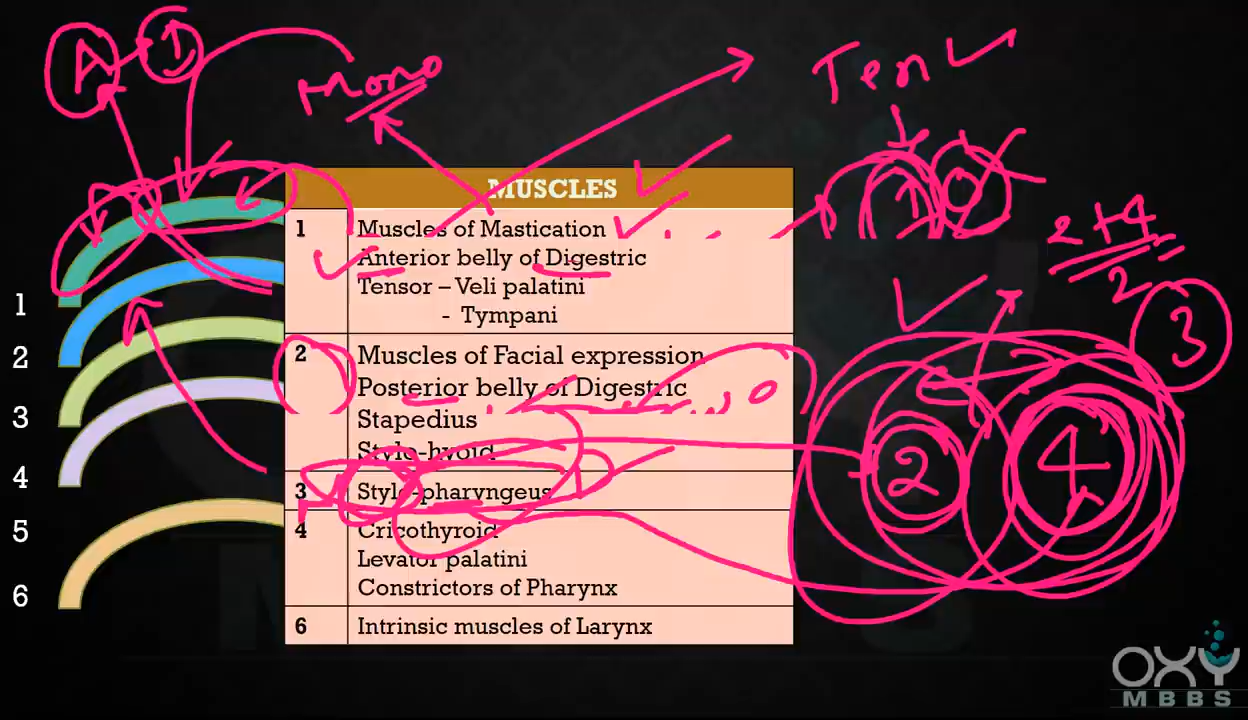 A
1
Mono
Ten
2+4
2
3
MUSCLES
1 Muscles of Mastication
Anterior belly of Digestric
Tensor – Veli palatini
- Tympani
2 Muscles of Facial expression
Posterior belly of Digestric
Stapedius
Stylo-hyoid
3 Stylo-pharyngeus
4 Cricothyroid
Levator palatini
Constrictors of Pharynx
6 Intrinsic muscles of Larynx
1
2
3
4
5
6
2
4
OXY
MBBS